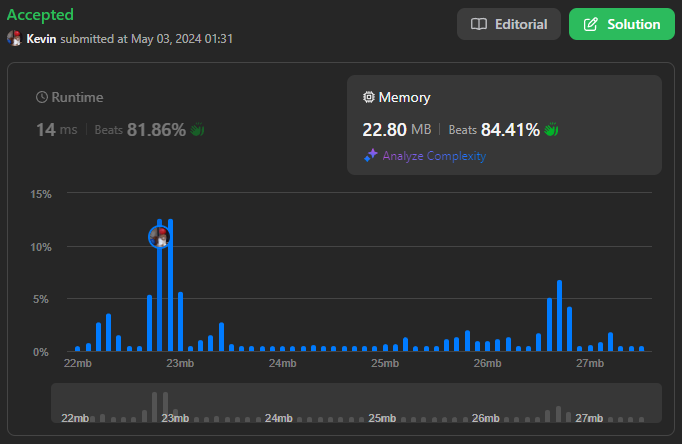 Accepted
Editorial
Solution
Kevin submitted at May 03, 2024 01:31
Runtime
14 ms Beats 81.86%
Memory
22.80 MB Beats 84.41%
Analyze Complexity
15%
10%
5%
0%
22mb 23mb 24mb 25mb 26mb 27mb
22mb 23mb 24mb 25mb 26mb 27mb